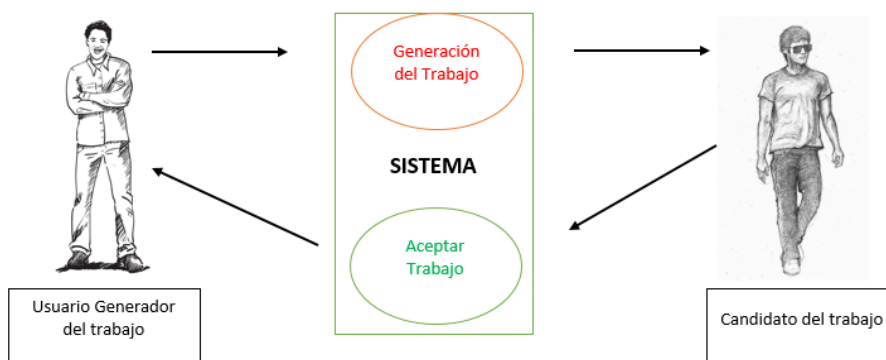 Generación
del Trabajo
SISTEMA
Aceptar
Trabajo
Usuario Generador
del trabajo
Candidato del trabajo